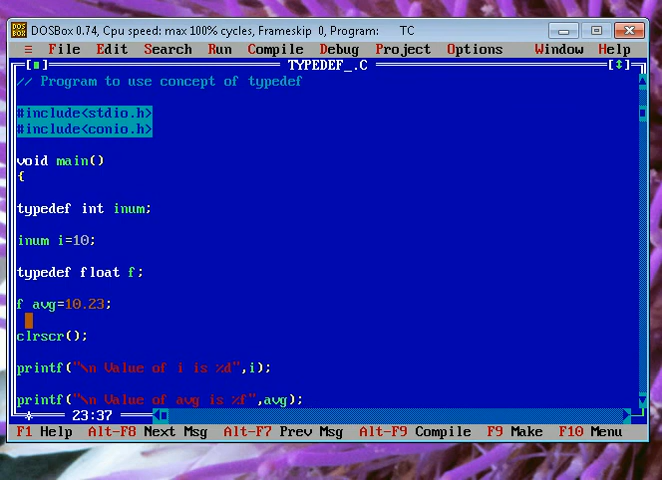 DOS
BOX
DOSBox 0.74, Cpu speed: max 100% cycles, Frameskip 0, Program: TC
≡ File Edit Search Run Compile Debug Project Options Window Help
[■] TYPEDEF_.C [↕]
// Program to use concept of typedef
#include<stdio.h>
#include<conio.h>
void main()
{
typedef int inum;
inum i=10;
typedef float f;
f avg=10.23;
clrscr();
printf("\n Value of i is %d",i);
printf("\n Value of avg is %f",avg);
23:37
F1 Help Alt-F8 Next Msg Alt-F7 Prev Msg Alt-F9 Compile F9 Make F10 Menu